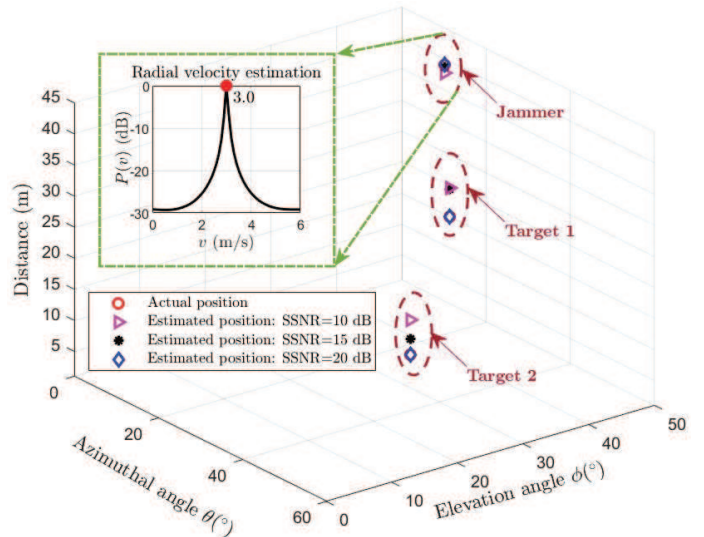 Radial velocity estimation
P(v) (dB)
0
-10
-20
-30
3.0
0 2 4 6
v (m/s)
Jammer
Target 1
Target 2
Distance (m)
45
40
35
30
25
20
15
10
5
Actual position
Estimated position: SSNR=10 dB
Estimated position: SSNR=15 dB
Estimated position: SSNR=20 dB
0
20
40
60
Azimuthal angle θ(°)
0
10
20
30
40
50
Elevation angle ϕ(°)